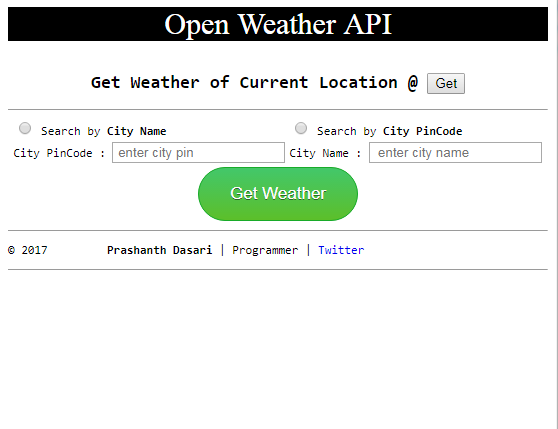 Open Weather API
Get Weather of Current Location @ Get
Search by City Name Search by City PinCode
City PinCode : enter city pin City Name : enter city name
Get Weather
© 2017 Prashanth Dasari | Programmer | Twitter